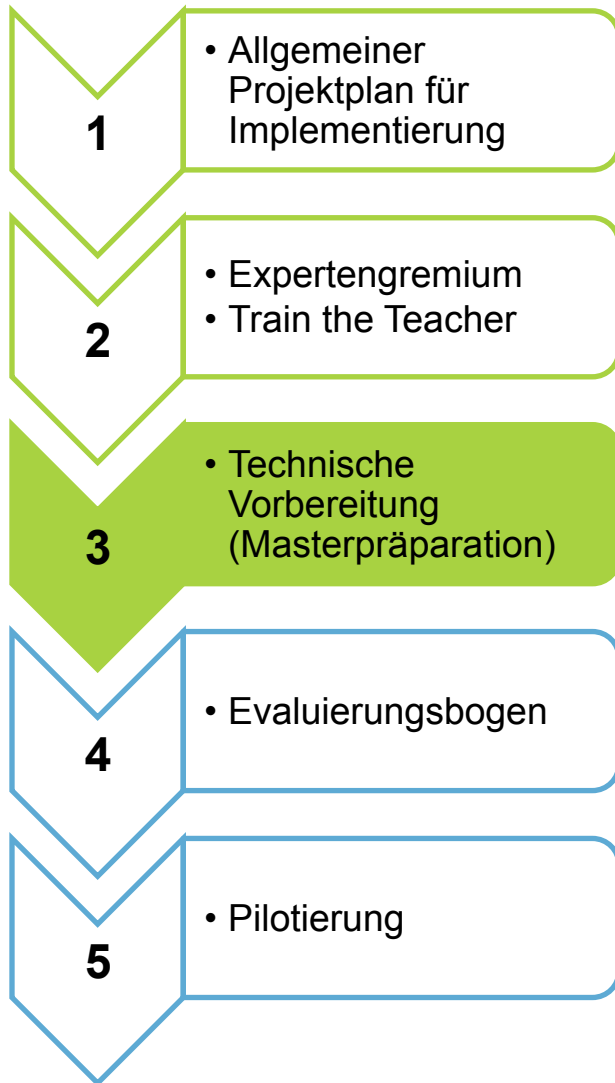 1
• Allgemeiner
Projektplan für
Implementierung
2
• Expertengremium
• Train the Teacher
3
• Technische
Vorbereitung
(Masterpräparation)
4
• Evaluierungsbogen
5
• Pilotierung